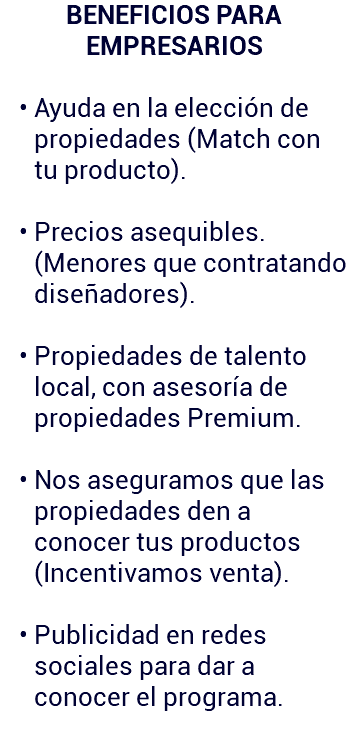 BENEFICIOS PARA
EMPRESARIOS
• Ayuda en la elección de
propiedades (Match con
tu producto).
• Precios asequibles.
(Menores que contratando
diseñadores).
• Propiedades de talento
local, con asesoría de
propiedades Premium.
• Nos aseguramos que las
propiedades den a
conocer tus productos
(Incentivamos venta).
• Publicidad en redes
sociales para dar a
conocer el programa.